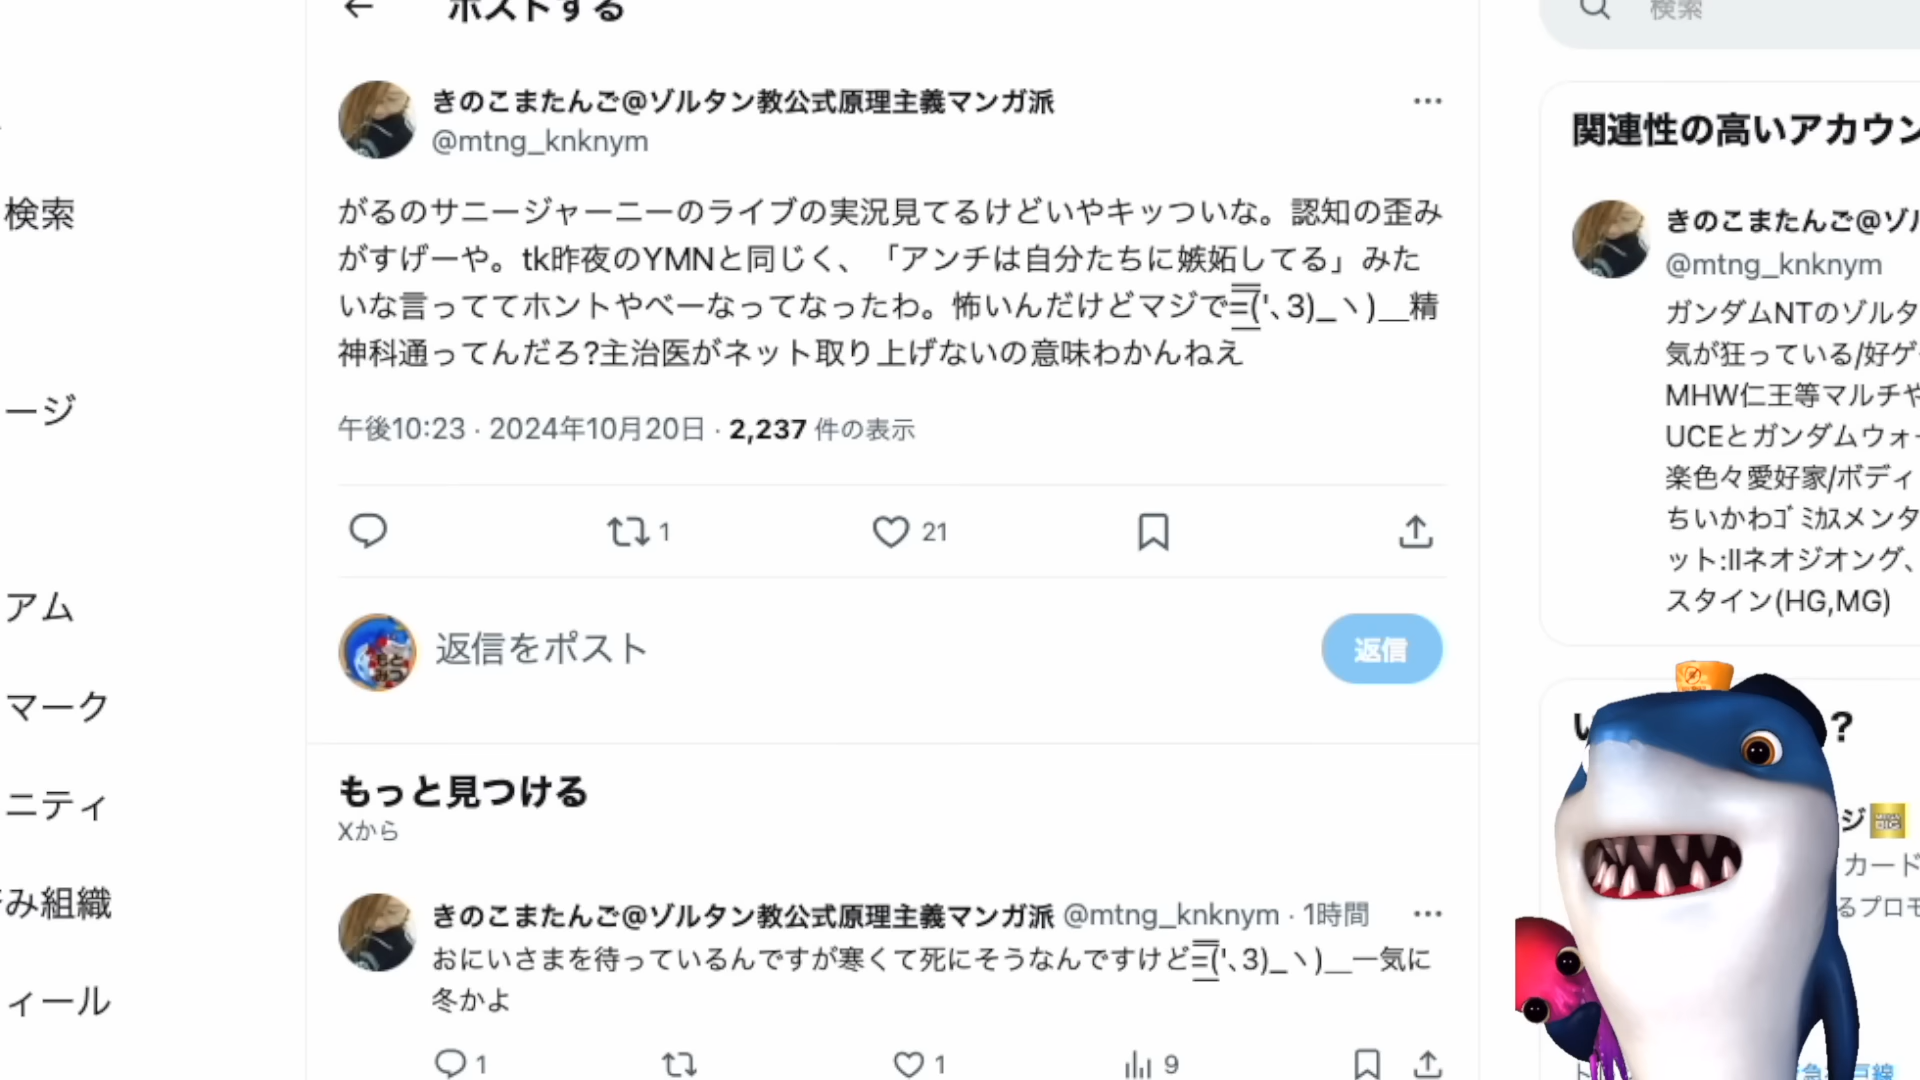 ポストする
検索
きのこまたんご@ゾルタン教公式原理主義マンガ派
@mtng_knknym
がるのサニージャーニーのライブの実況見てるけどいやキッついな。認知の歪み
がすげーや。tk昨夜のYMNと同じく、「アンチは自分たちに嫉妬してる」みた
いな言っててホントやべーなってなったわ。怖いんだけどマジで三('､3)_ヽ)__精
神科通ってんだろ?主治医がネット取り上げないの意味わかんねえ
午後10:23 · 2024年10月20日 · 2,237 件の表示
1
21
返信をポスト
返信
もっと見つける
Xから
きのこまたんご@ゾルタン教公式原理主義マンガ派 @mtng_knknym · 1時間
おにいさまを待っているんですが寒くて死にそうなんですけど三('､3)_ヽ)__一気に
冬かよ
1
1
9
検索
ージ
アム
マーク
ニティ
み組織
ィール
関連性の高いアカウン
きのこまたんご@ゾル
@mtng_knknym
ガンダムNTのゾルタ
気が狂っている/好ゲ
MHW仁王等マルチや
UCEとガンダムウォー
楽色々愛好家/ボディ
ちいかわｺﾞﾐｶｽメンタ
ット:IIネオジオング、
スタイン(HG,MG)
？
ジ
BIG
カード
るプロモ